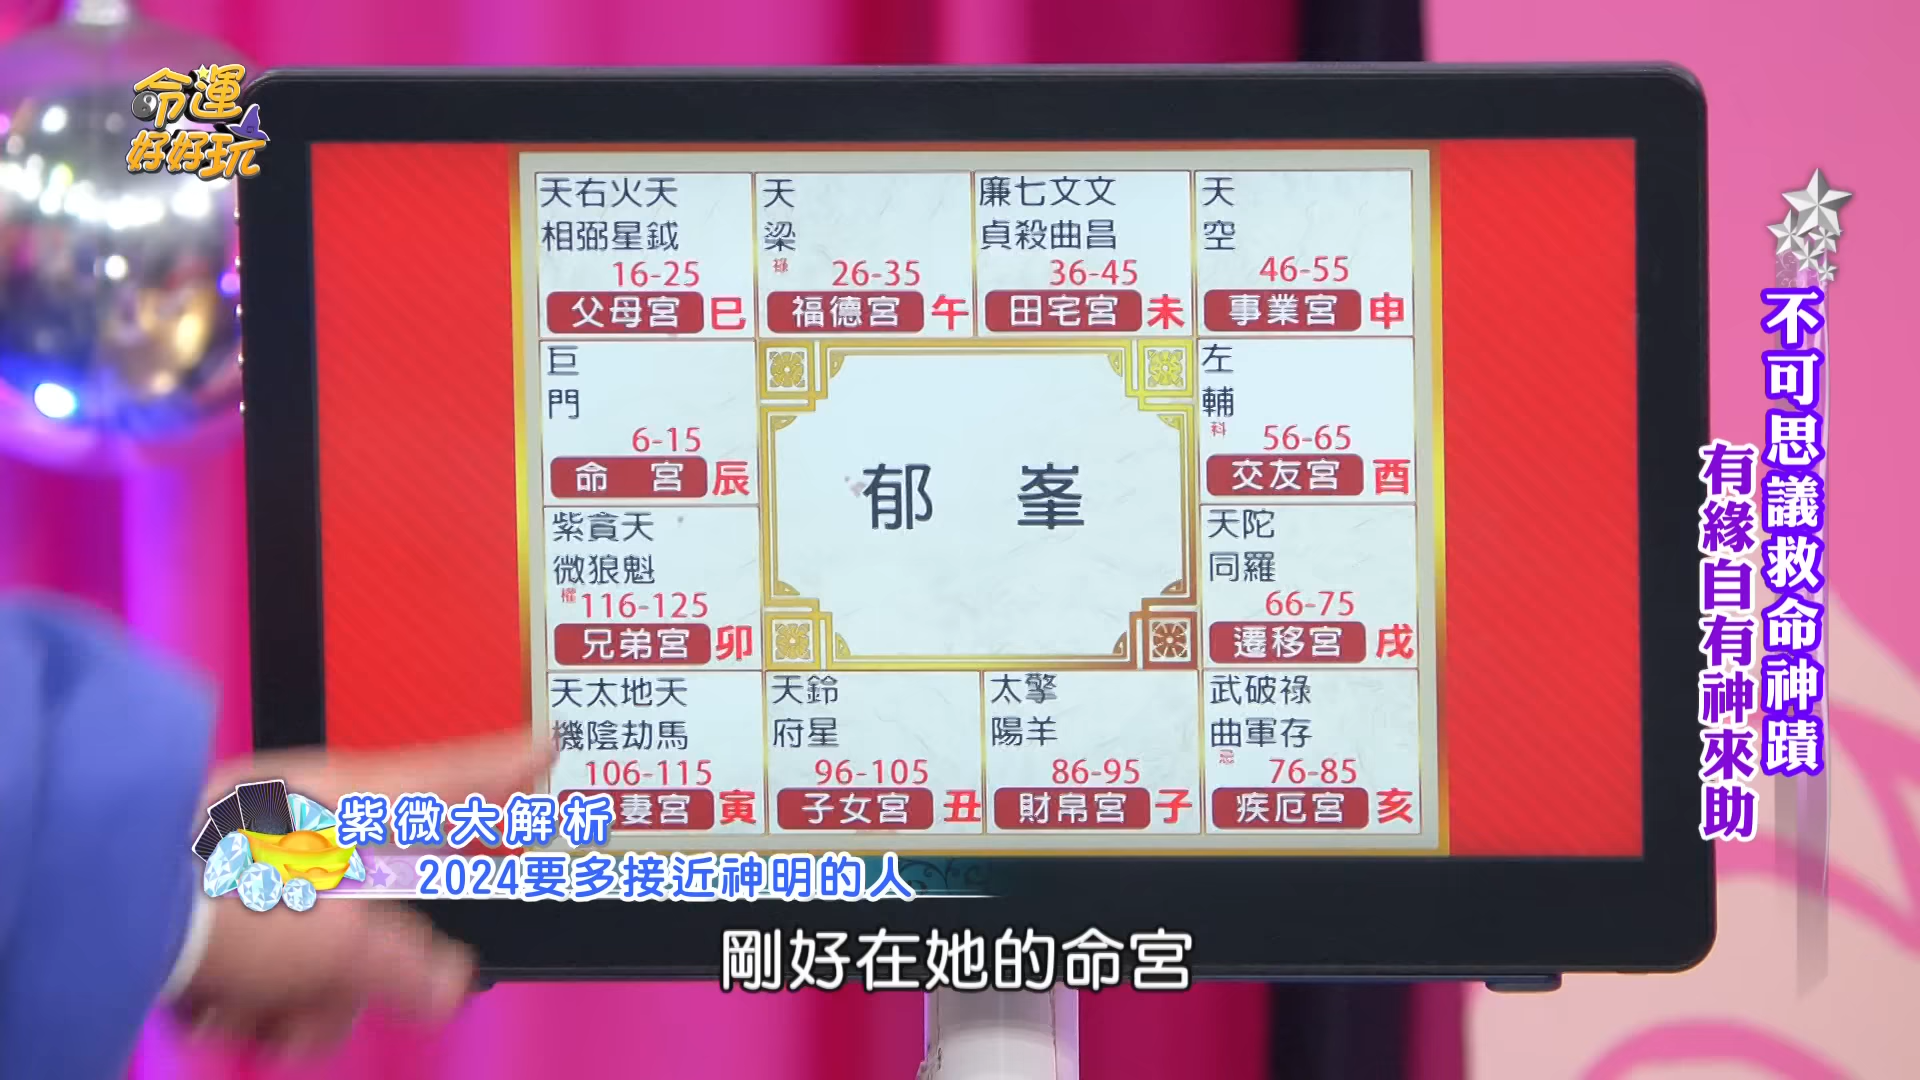 命運
好好玩
天右火天
相弼星鉞
16-25
父母宮 巳
天
梁
祿
26-35
福德宮 午
廉七文文
貞殺曲昌
36-45
田宅宮 未
天
空
46-55
事業宮 申
巨
門
6-15
命 宮 辰
郁 峯
左
輔
科
56-65
交友宮 酉
紫貪天
微狼魁
權
116-125
兄弟宮 卯
天陀
同羅
66-75
遷移宮 戌
天太地天
機陰劫馬
106-115
妻宮 寅
天鈴
府星
96-105
子女宮 丑
太擎
陽羊
86-95
財帛宮 子
武破祿
曲軍存
忌
76-85
疾厄宮 亥
不可思議救命神蹟
有緣自有神來助
紫微大解析
2024要多接近神明的人
剛好在她的命宮